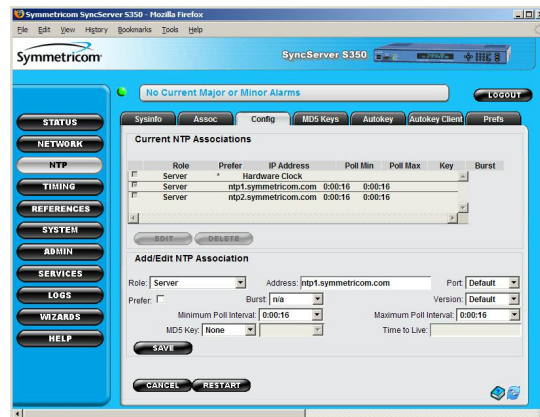 Symmetricom SyncServer S350 - Mozilla Firefox
File Edit View History Bookmarks Tools Help
Symmetricom
SyncServer S350
No Current Major or Minor Alarms
LOGOUT
STATUS
NETWORK
NTP
TIMING
REFERENCES
SYSTEM
ADMIN
SERVICES
LOGS
WIZARDS
HELP
Sysinfo Assoc Config MD5 Keys Autokey Autokey Client Prefs
Current NTP Associations
Role Prefer IP Address Poll Min Poll Max Key Burst
Server * Hardware Clock
Server ntp1.symmetricom.com 0:00:16 0:00:16
Server ntp2.symmetricom.com 0:00:16 0:00:16
EDIT DELETE
Add/Edit NTP Association
Role: Server Address: ntp1.symmetricom.com Port: Default
Prefer: Burst: n/a Version: Default
Minimum Poll Interval: 0:00:16 Maximum Poll Interval: 0:00:16
MD5 Key: None Time to Live:
SAVE
CANCEL RESTART